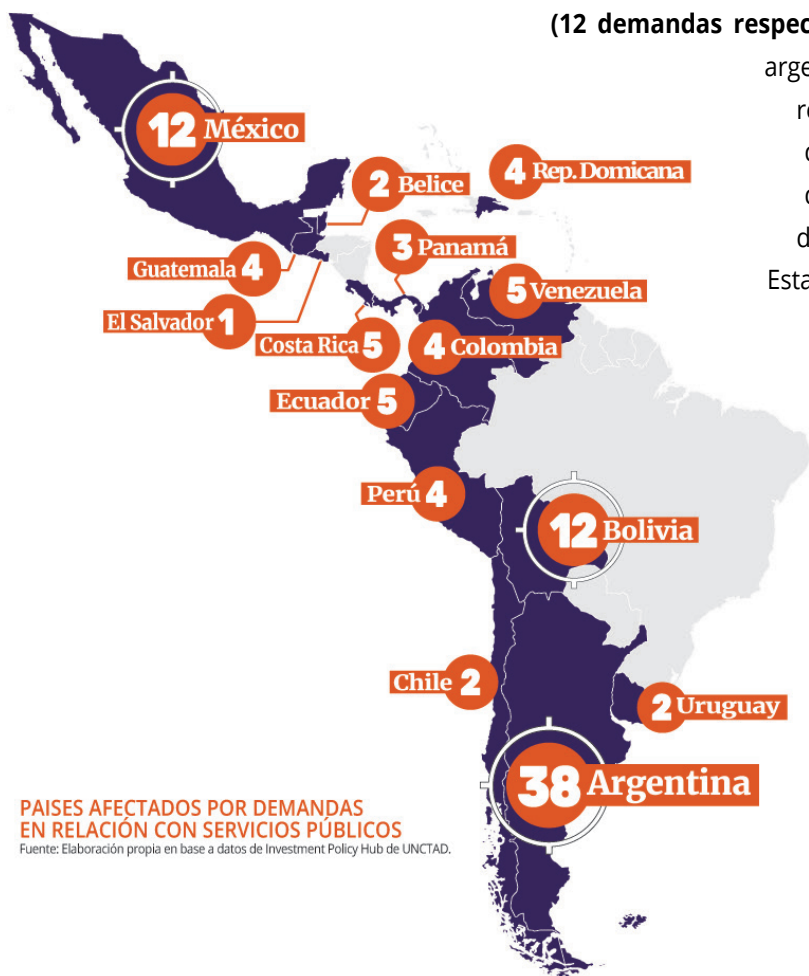 (12 demandas respec
arge
re
d
Esta
12 México
2 Belice
4 Rep. Domicana
3 Panamá
Guatemala 4
5 Venezuela
El Salvador 1
Costa Rica 5
4 Colombia
Ecuador 5
Perú 4
12 Bolivia
Chile 2
2 Uruguay
38 Argentina
PAISES AFECTADOS POR DEMANDAS
EN RELACIÓN CON SERVICIOS PÚBLICOS
Fuente: Elaboración propia en base a datos de Investment Policy Hub de UNCTAD.